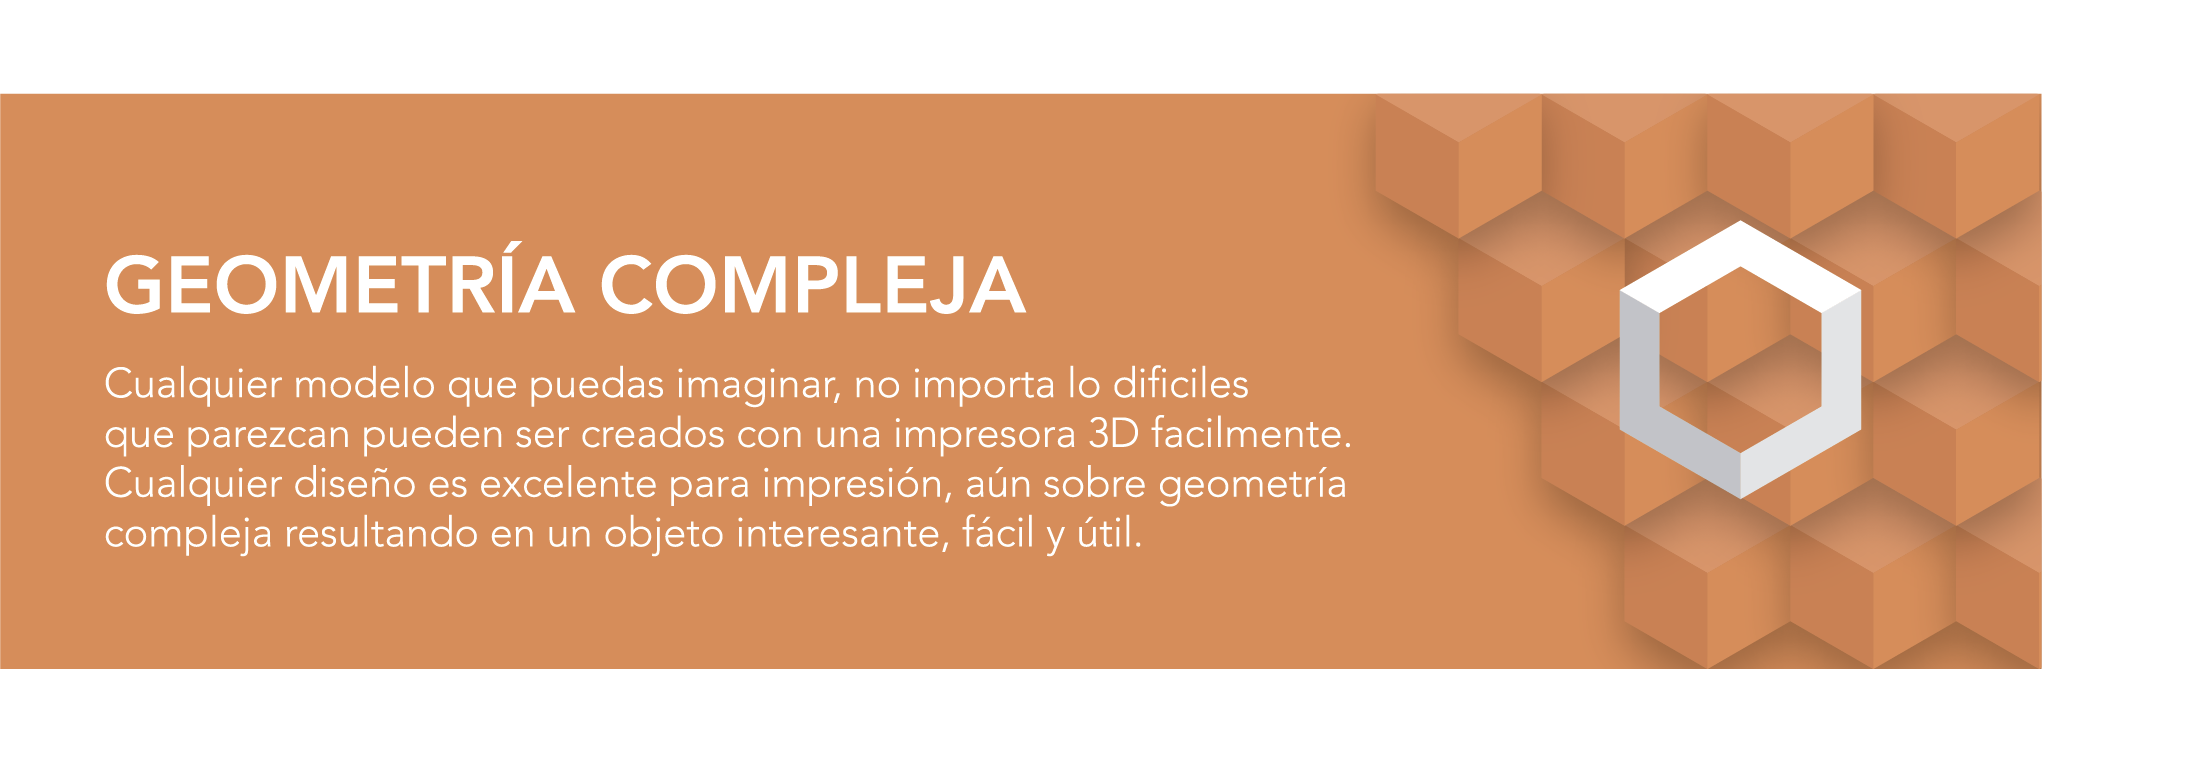 GEOMETRÍA COMPLEJA
Cualquier modelo que puedas imaginar, no importa lo dificiles
que parezcan pueden ser creados con una impresora 3D facilmente.
Cualquier diseño es excelente para impresión, aún sobre geometría
compleja resultando en un objeto interesante, fácil y útil.